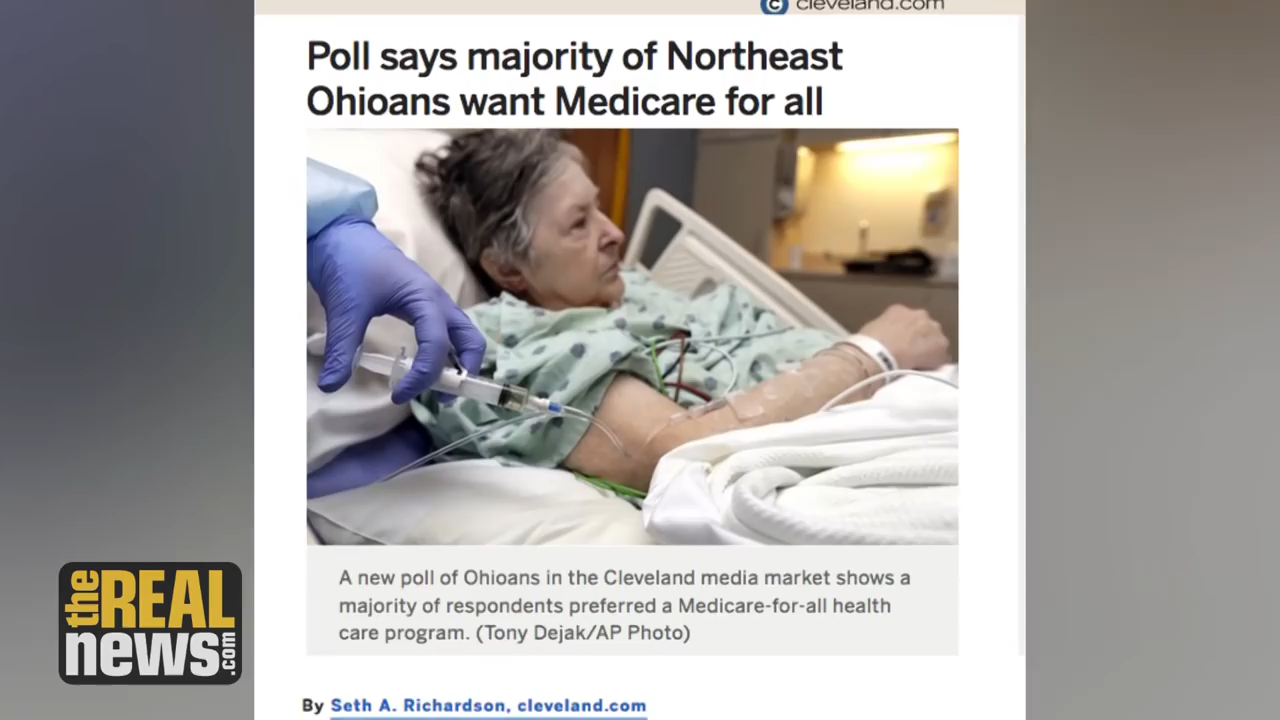 cleveland.com
Poll says majority of Northeast
Ohioans want Medicare for all
A new poll of Ohioans in the Cleveland media market shows a
majority of respondents preferred a Medicare-for-all health
care program. (Tony Dejak/AP Photo)
By Seth A. Richardson, cleveland.com
the REAL
news.com